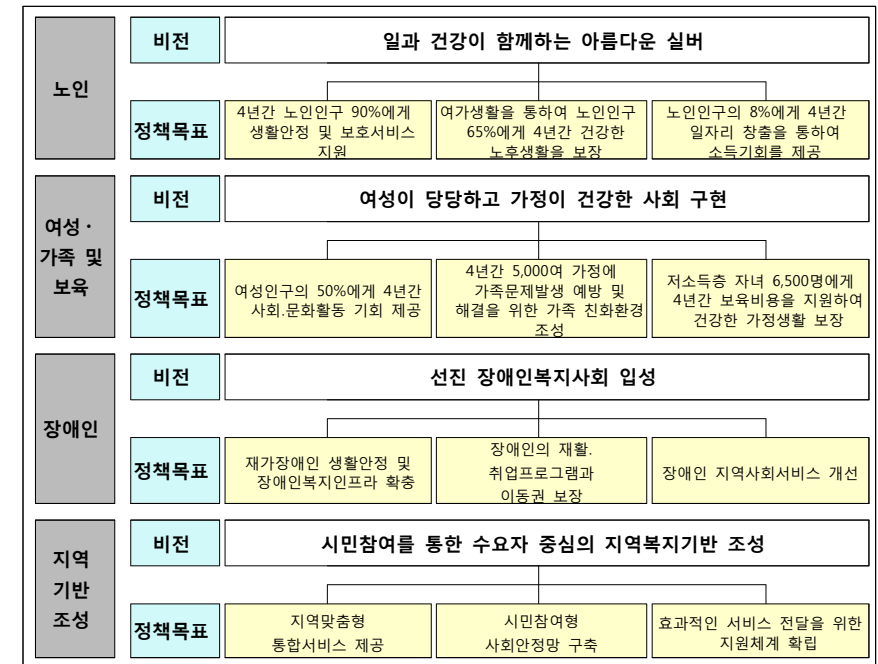 노인
비전
일과 건강이 함께하는 아름다운 실버
정책목표
4년간 노인인구 90%에게
생활안정 및 보호서비스
지원
여가생활을 통하여 노인인구
65%에게 4년간 건강한
노후생활을 보장
노인인구의 8%에게 4년간
일자리 창출을 통하여
소득기회를 제공
여성 ·
가족 및
보육
비전
여성이 당당하고 가정이 건강한 사회 구현
정책목표
여성인구의 50%에게 4년간
사회.문화활동 기회 제공
4년간 5,000여 가정에
가족문제발생 예방 및
해결을 위한 가족 친화환경
조성
저소득층 자녀 6,500명에게
4년간 보육비용을 지원하여
건강한 가정생활 보장
장애인
비전
선진 장애인복지사회 입성
정책목표
재가장애인 생활안정 및
장애인복지인프라 확충
장애인의 재활.
취업프로그램과
이동권 보장
장애인 지역사회서비스 개선
지역
기반
조성
비전
시민참여를 통한 수요자 중심의 지역복지기반 조성
정책목표
지역맞춤형
통합서비스 제공
시민참여형
사회안정망 구축
효과적인 서비스 전달을 위한
지원체계 확립